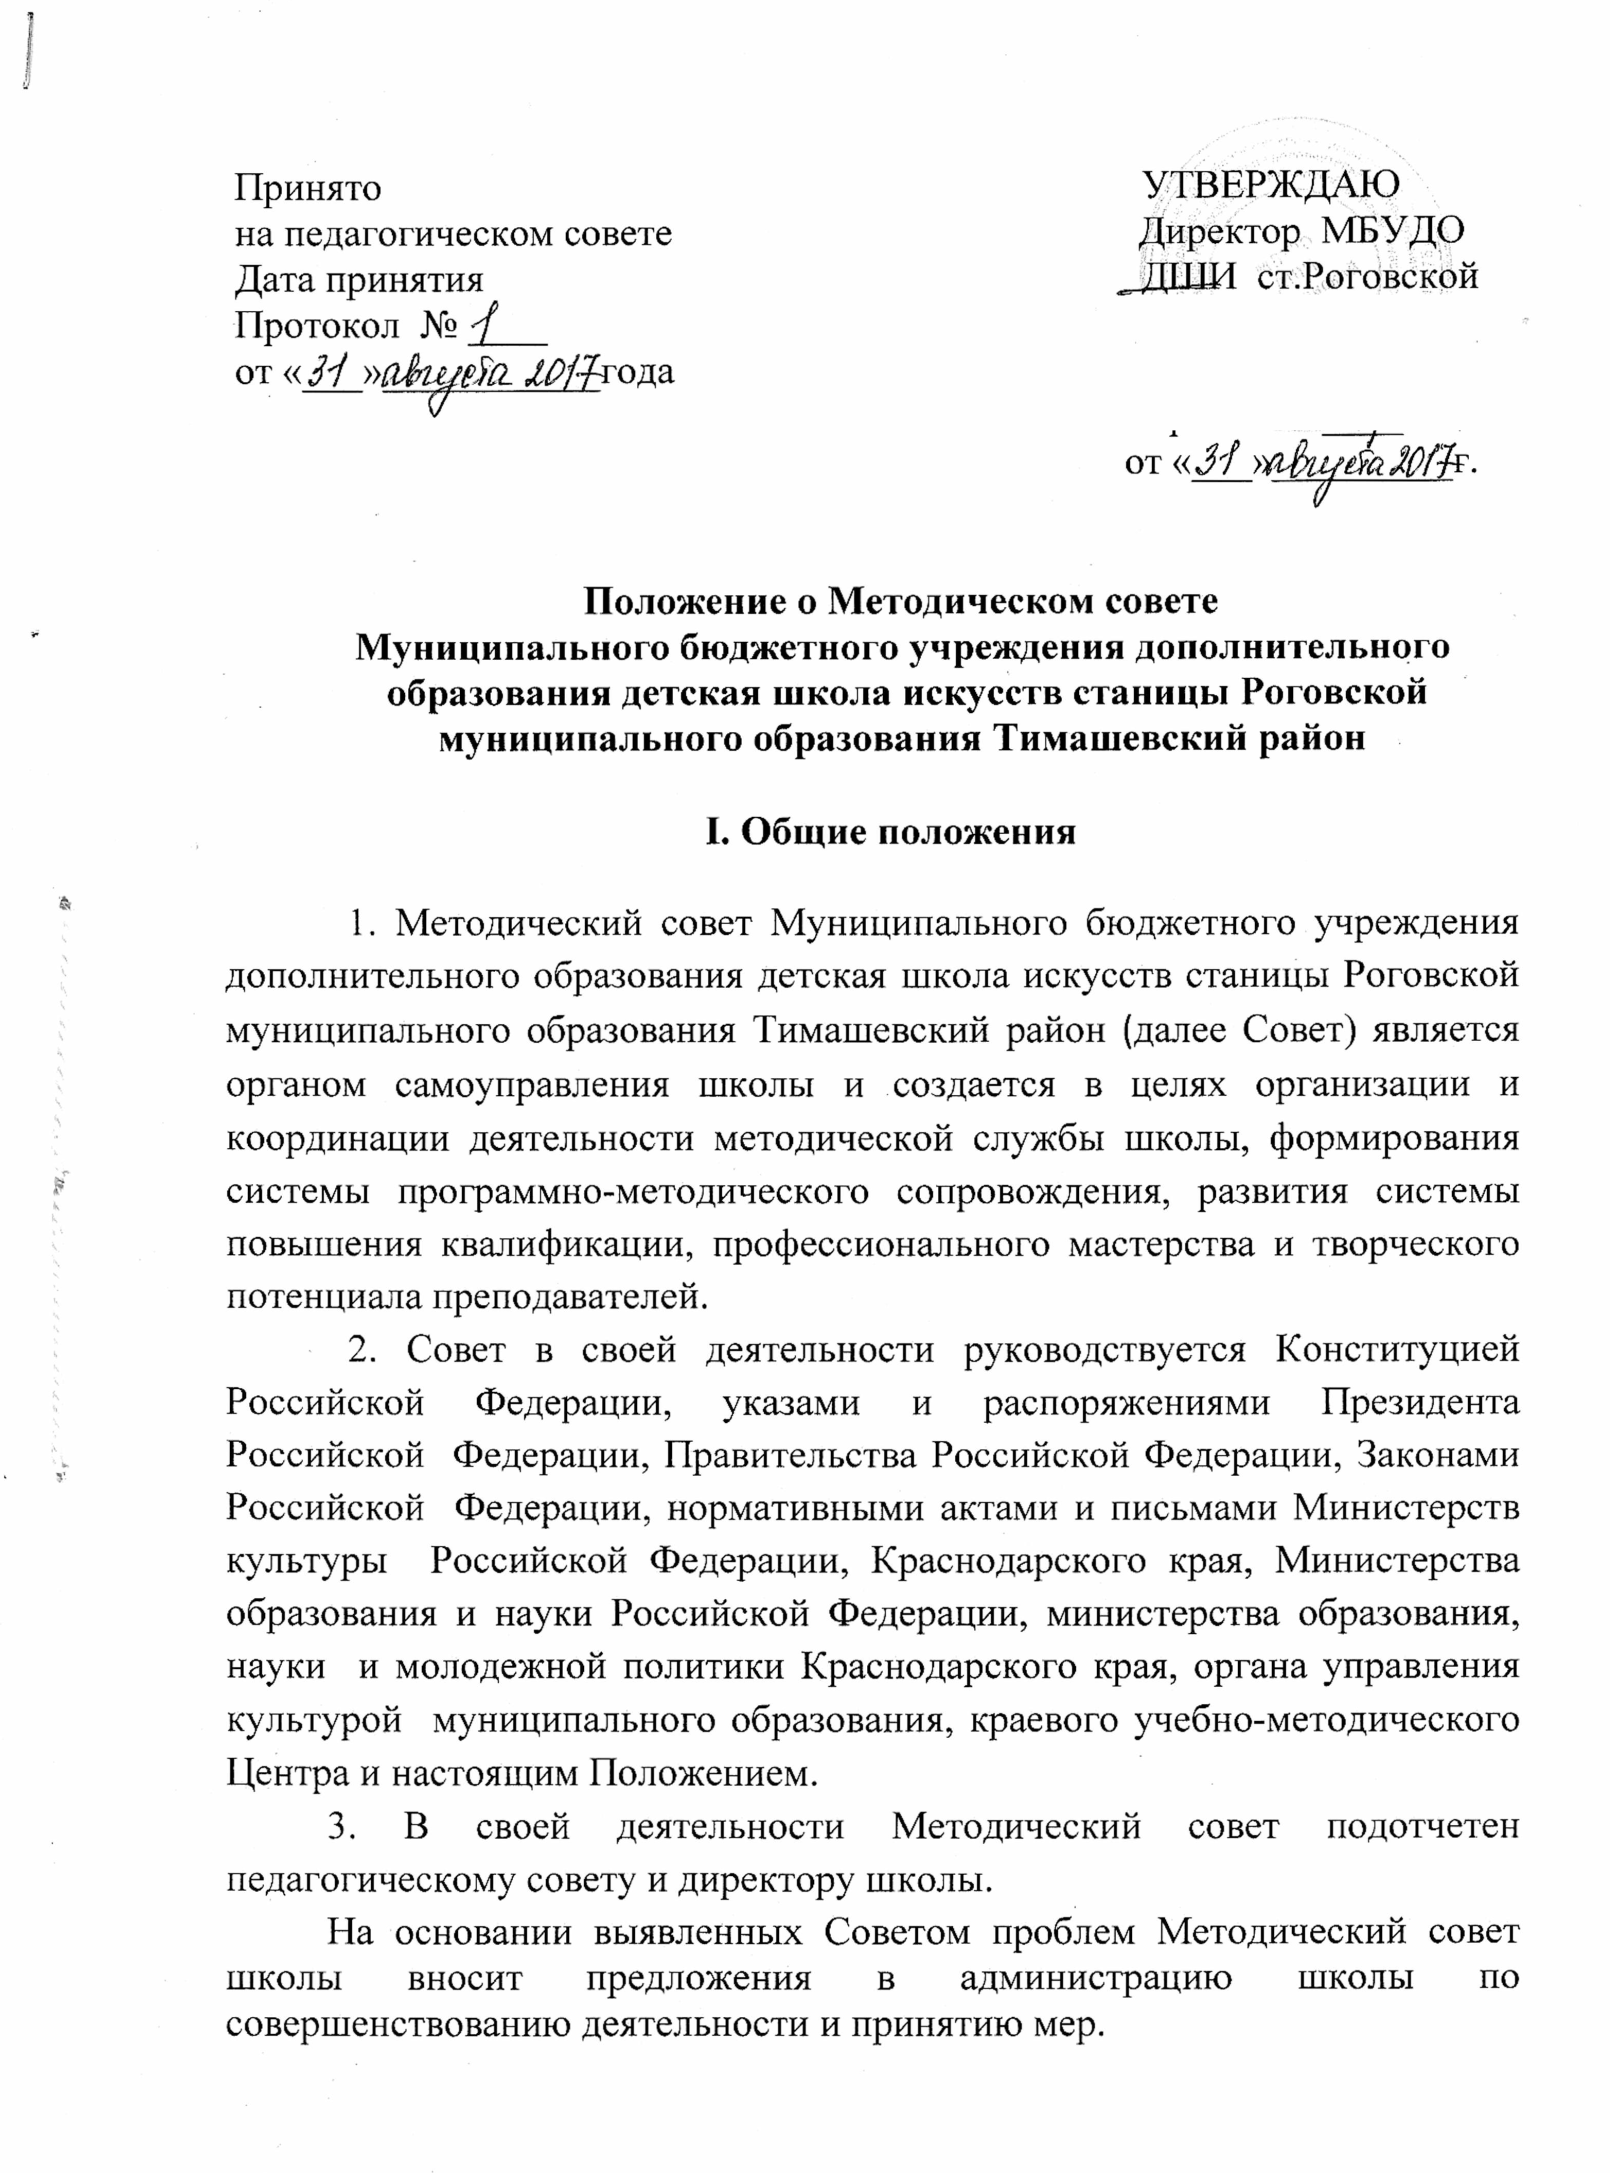 Принято
на педагогическом совете
Дата принятия
Протокол № 1
от «31 »августа 2017года
УТВЕРЖДАЮ
Директор МБУДО
ДШИ ст.Роговской
от «31 »августа 2017г.
Положение о Методическом совете
Муниципального бюджетного учреждения дополнительного
образования детская школа искусств станицы Роговской
муниципального образования Тимашевский район
I. Общие положения
1. Методический совет Муниципального бюджетного учреждения
дополнительного образования детская школа искусств станицы Роговской
муниципального образования Тимашевский район (далее Совет) является
органом самоуправления школы и создается в целях организации и
координации деятельности методической службы школы, формирования
системы программно-методического сопровождения, развития системы
повышения квалификации, профессионального мастерства и творческого
потенциала преподавателей.
2. Совет в своей деятельности руководствуется Конституцией
Российской Федерации, указами и распоряжениями Президента
Российской Федерации, Правительства Российской Федерации, Законами
Российской Федерации, нормативными актами и письмами Министерств
культуры Российской Федерации, Краснодарского края, Министерства
образования и науки Российской Федерации, министерства образования,
науки и молодежной политики Краснодарского края, органа управления
культурой муниципального образования, краевого учебно-методического
Центра и настоящим Положением.
3. В своей деятельности Методический совет подотчетен
педагогическому совету и директору школы.
На основании выявленных Советом проблем Методический совет
школы вносит предложения в администрацию школы по
совершенствованию деятельности и принятию мер.